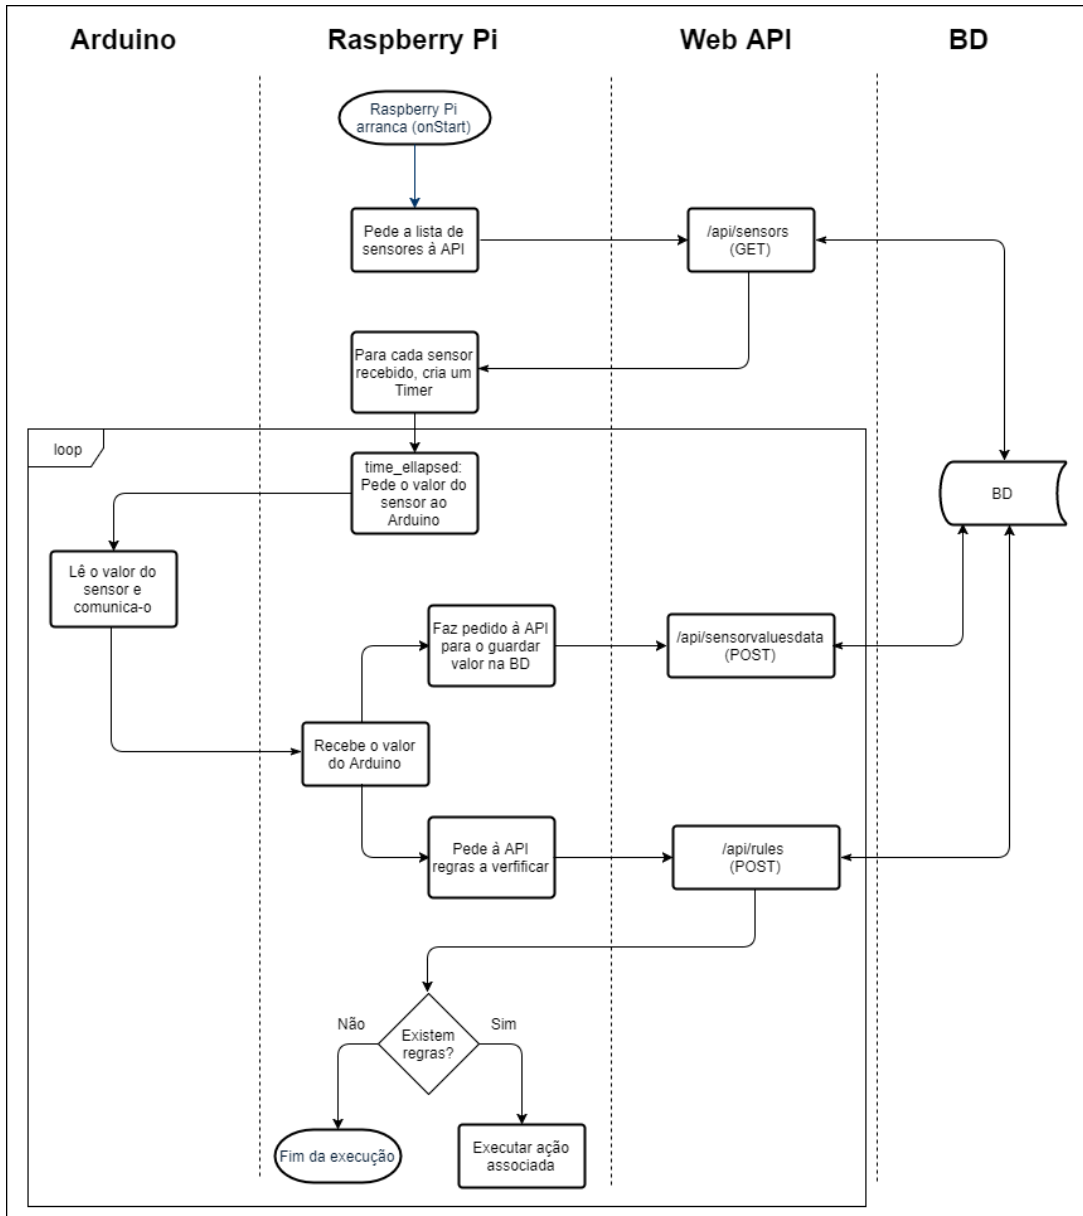 Arduino
Raspberry Pi
Web API
BD
Raspberry Pi
arranca (onStart)
Pede a lista de
sensores à API
/api/sensors
(GET)
Para cada sensor
recebido, cria um
Timer
loop
time_ellapsed:
Pede o valor do
sensor ao
Arduino
BD
Lê o valor do
sensor e
comunica-o
Faz pedido à API
para o guardar
valor na BD
/api/sensorvaluesdata
(POST)
Recebe o valor
do Arduino
Pede à API
regras a verfificar
/api/rules
(POST)
Não
Existem
regras?
Sim
Fim da execução
Executar ação
associada